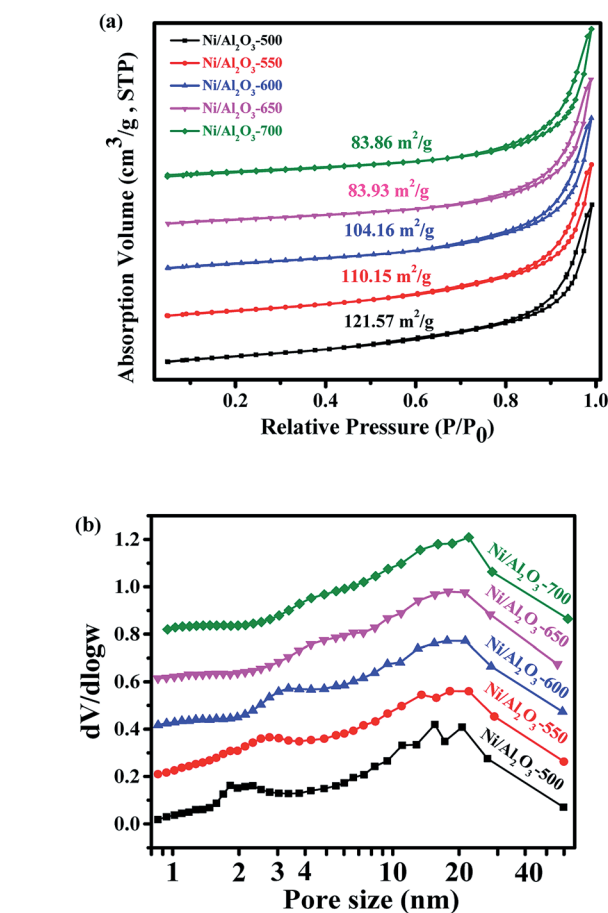 (a)
Ni/Al₂O₃-500
Ni/Al₂O₃-550
Ni/Al₂O₃-600
Ni/Al₂O₃-650
Ni/Al₂O₃-700
83.86 m²/g
83.93 m²/g
104.16 m²/g
110.15 m²/g
121.57 m²/g
Absorption Volume (cm³/g , STP)
0.2 0.4 0.6 0.8 1.0
Relative Pressure (P/P₀)
(b)
1.2
1.0
0.8
0.6
0.4
0.2
0.0
dV/dlogw
Ni/Al₂O₃-700
Ni/Al₂O₃-650
Ni/Al₂O₃-600
Ni/Al₂O₃-550
Ni/Al₂O₃-500
1 2 3 4 10 20 40
Pore size (nm)